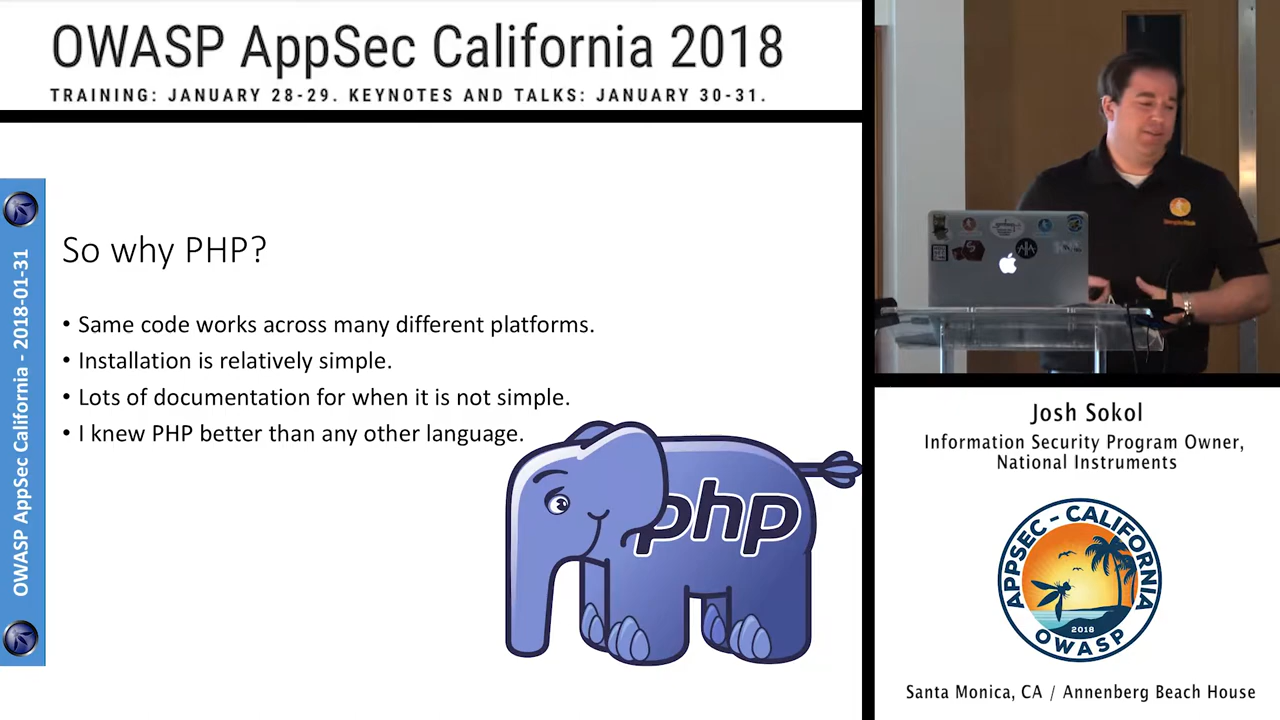 OWASP AppSec California 2018
TRAINING: JANUARY 28-29. KEYNOTES AND TALKS: JANUARY 30-31.
OWASP AppSec California - 2018-01-31
So why PHP?
• Same code works across many different platforms.
• Installation is relatively simple.
• Lots of documentation for when it is not simple.
• I knew PHP better than any other language.
php
Josh Sokol
Information Security Program Owner,
National Instruments
APPSEC - CALIFORNIA
2018
OWASP
Santa Monica, CA / Annenberg Beach House